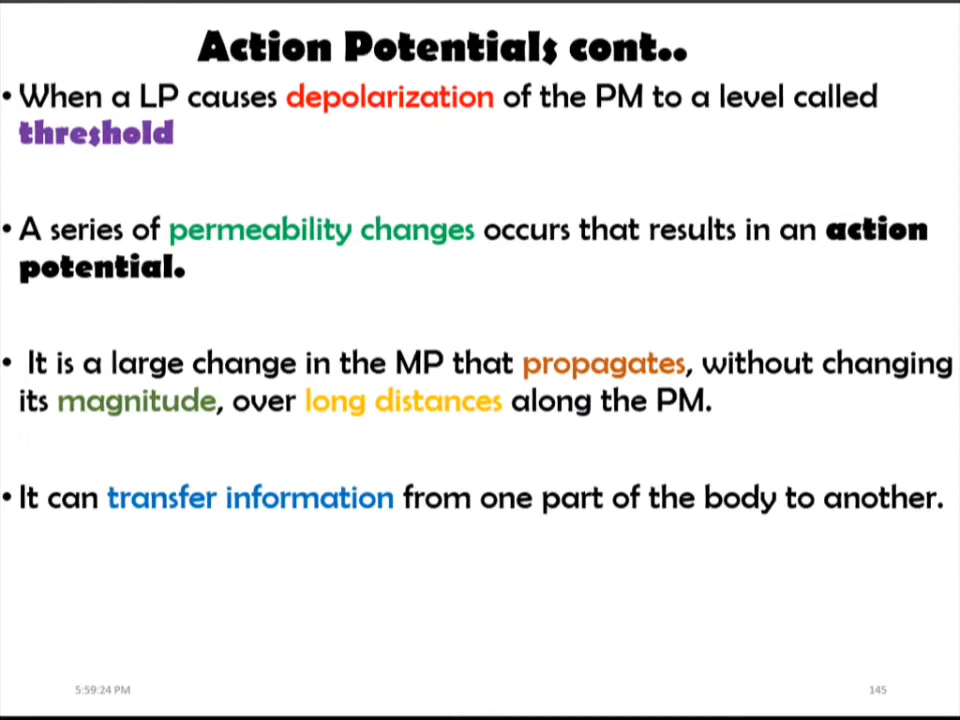 Action Potentials cont..
• When a LP causes depolarization of the PM to a level called
threshold
• A series of permeability changes occurs that results in an action
potential.
• It is a large change in the MP that propagates, without changing
its magnitude, over long distances along the PM.
• It can transfer information from one part of the body to another.
5:59:24 PM
145